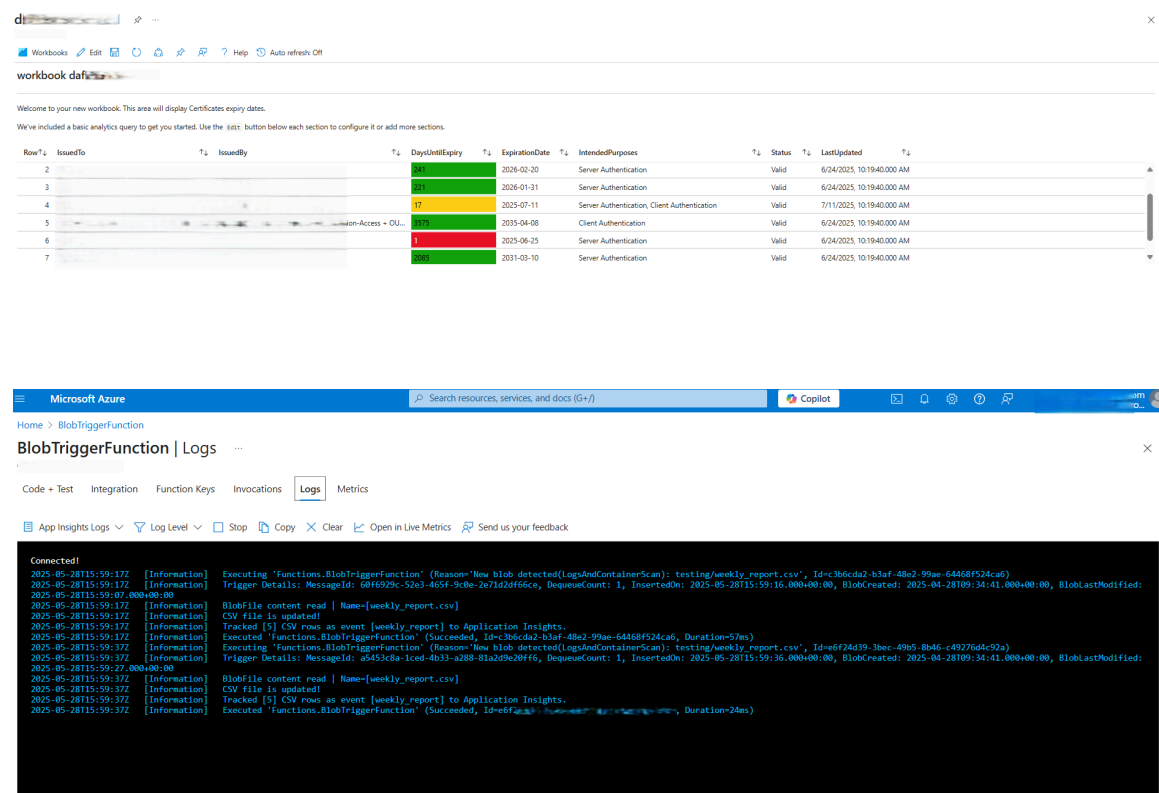 Workbooks Edit ? Help Auto refresh: Off
workbook
Welcome to your new workbook. This area will display Certificates expiry dates.
We've included a basic analytics query to get you started. Use the Edit button below each section to configure it or add more sections.
Row↑↓ IssuedTo ↑↓ IssuedBy ↑↓ DaysUntilExpiry ↑↓ ExpirationDate ↑↓ IntendedPurposes ↑↓ Status ↑↓ LastUpdated ↑↓
2 241 2026-02-20 Server Authentication Valid 6/24/2025, 10:19:40.000 AM
3 221 2026-01-31 Server Authentication Valid 6/24/2025, 10:19:40.000 AM
4 17 2025-07-11 Server Authentication, Client Authentication Valid 7/11/2025, 10:19:40.000 AM
5 ion-Access + OU... 3575 2035-04-08 Client Authentication Valid 6/24/2025, 10:19:40.000 AM
6 1 2025-06-25 Server Authentication Valid 6/24/2025, 10:19:40.000 AM
7 2085 2031-03-10 Server Authentication Valid 6/24/2025, 10:19:40.000 AM
Microsoft Azure Search resources, services, and docs (G+/) Copilot
Home > BlobTriggerFunction
BlobTriggerFunction | Logs ...
Code + Test Integration Function Keys Invocations Logs Metrics
App Insights Logs Log Level Stop Copy Clear Open in Live Metrics Send us your feedback
Connected!
2025-05-28T15:59:17Z [Information] Executing 'Functions.BlobTriggerFunction' (Reason='New blob detected(LogsAndContainerScan): testing/weekly_report.csv', Id=c3b6cda2-b3af-48e2-99ae-64468f524ca6)
2025-05-28T15:59:17Z [Information] Trigger Details: MessageId: 60f6929c-52e3-465f-9c0e-2e71d2df66ce, DequeueCount: 1, InsertedOn: 2025-05-28T15:59:16.000+00:00, BlobCreated: 2025-04-28T09:34:41.000+00:00, BlobLastModified:
2025-05-28T15:59:07.000+00:00
2025-05-28T15:59:17Z [Information] BlobFile content read | Name=[weekly_report.csv]
2025-05-28T15:59:17Z [Information] CSV file is updated!
2025-05-28T15:59:17Z [Information] Tracked [5] CSV rows as event [weekly_report] to Application Insights.
2025-05-28T15:59:17Z [Information] Executed 'Functions.BlobTriggerFunction' (Succeeded, Id=c3b6cda2-b3af-48e2-99ae-64468f524ca6, Duration=57ms)
2025-05-28T15:59:37Z [Information] Executing 'Functions.BlobTriggerFunction' (Reason='New blob detected(LogsAndContainerScan): testing/weekly_report.csv', Id=e6f24d39-3bec-49b5-8b46-c49276d4c92a)
2025-05-28T15:59:37Z [Information] Trigger Details: MessageId: a5453c8a-1ced-4b33-a288-81a2d9e20ff6, DequeueCount: 1, InsertedOn: 2025-05-28T15:59:36.000+00:00, BlobCreated: 2025-04-28T09:34:41.000+00:00, BlobLastModified:
2025-05-28T15:59:27.000+00:00
2025-05-28T15:59:37Z [Information] BlobFile content read | Name=[weekly_report.csv]
2025-05-28T15:59:37Z [Information] CSV file is updated!
2025-05-28T15:59:37Z [Information] Tracked [5] CSV rows as event [weekly_report] to Application Insights.
2025-05-28T15:59:37Z [Information] Executed 'Functions.BlobTriggerFunction' (Succeeded, Duration=24ms)